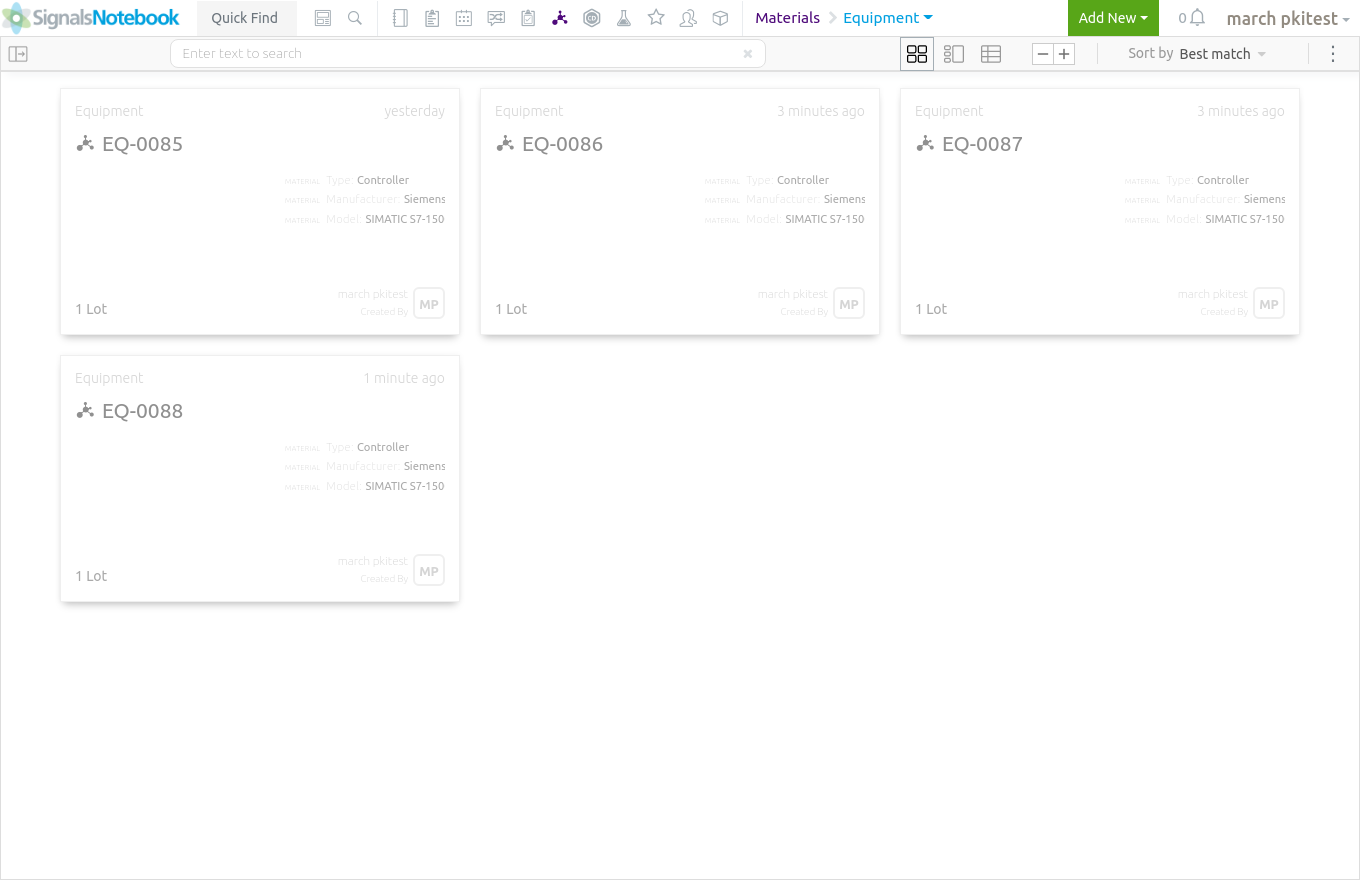 SignalsNotebook Quick Find Materials Equipment Add New 0 march pkitest
Enter text to search Sort by Best match
Equipment yesterday
EQ-0085
MATERIAL Type: Controller
MATERIAL Manufacturer: Siemens
MATERIAL Model: SIMATIC S7-150
march pkitest
Created By
MP
1 Lot
Equipment 3 minutes ago
EQ-0086
MATERIAL Type: Controller
MATERIAL Manufacturer: Siemens
MATERIAL Model: SIMATIC S7-150
march pkitest
Created By
MP
1 Lot
Equipment 3 minutes ago
EQ-0087
MATERIAL Type: Controller
MATERIAL Manufacturer: Siemens
MATERIAL Model: SIMATIC S7-150
march pkitest
Created By
MP
1 Lot
Equipment 1 minute ago
EQ-0088
MATERIAL Type: Controller
MATERIAL Manufacturer: Siemens
MATERIAL Model: SIMATIC S7-150
march pkitest
Created By
MP
1 Lot